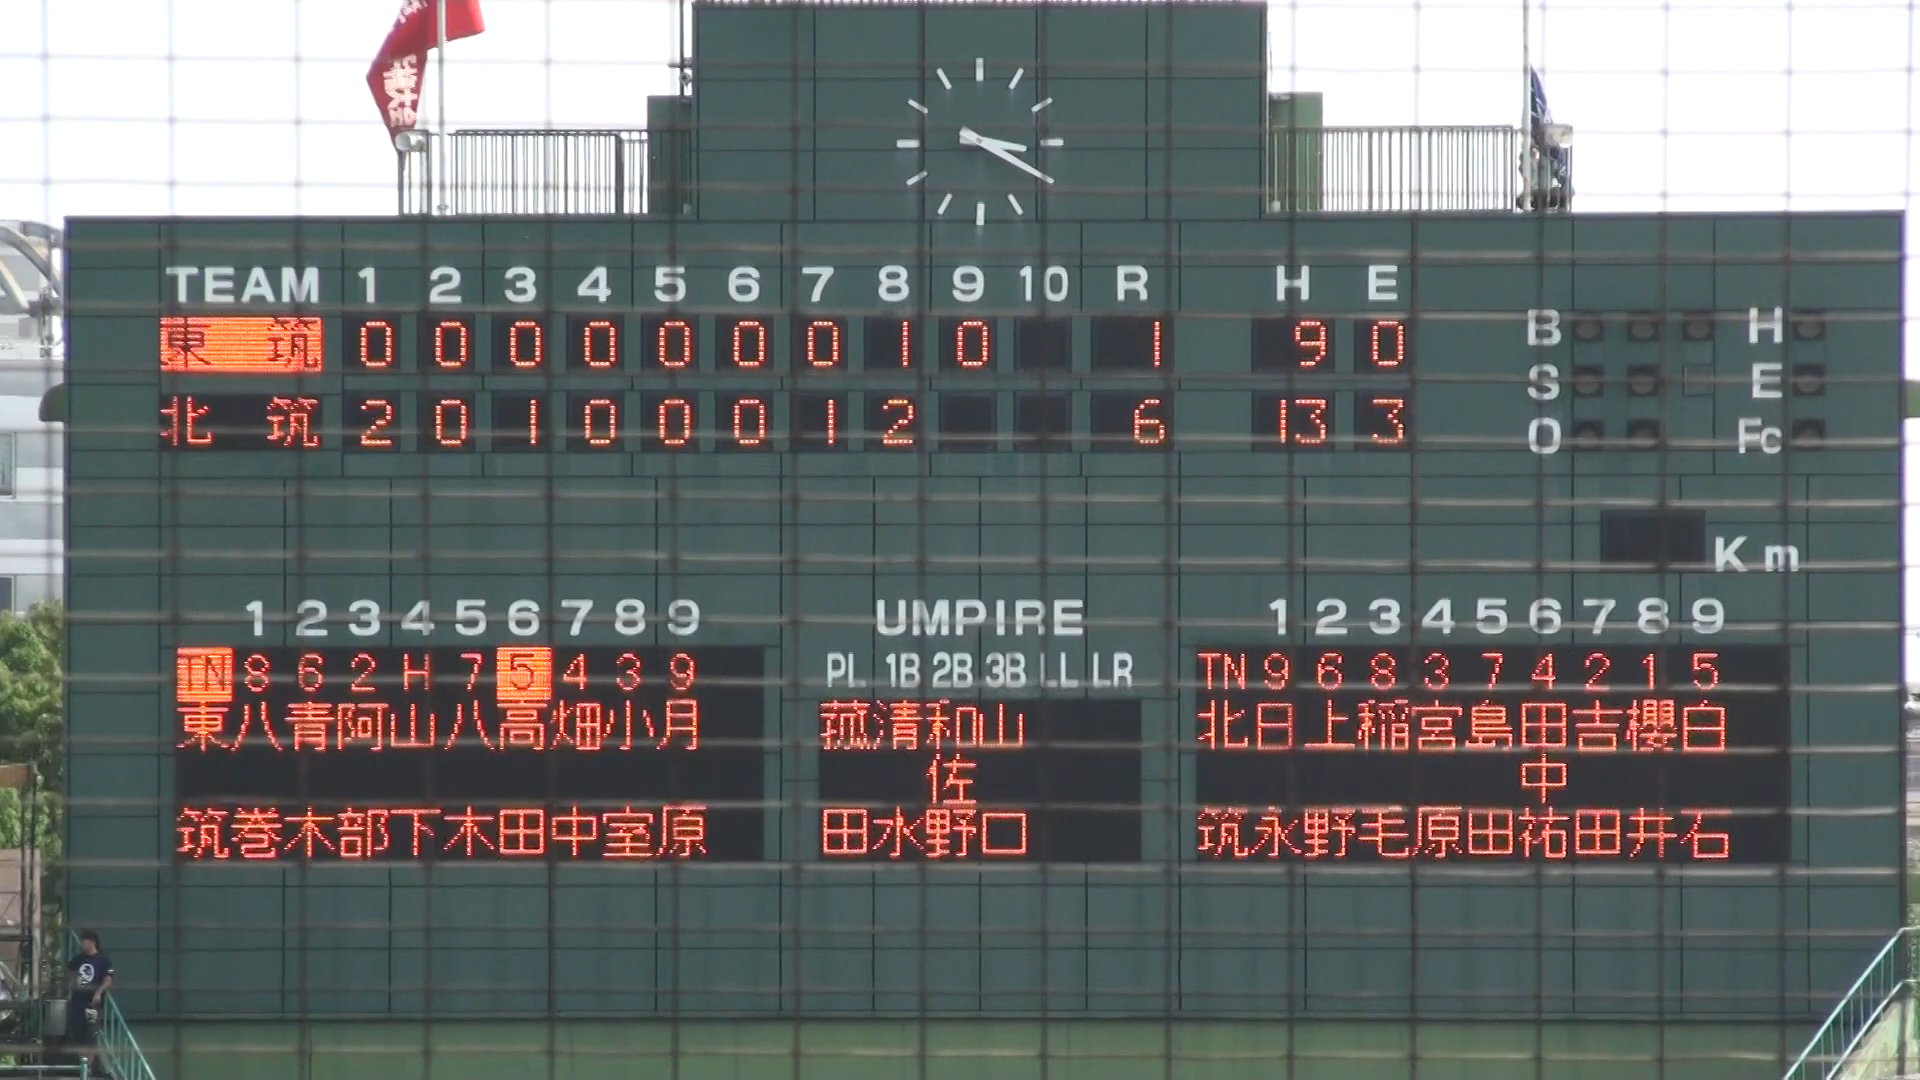 TEAM 1 2 3 4 5 6 7 8 9 10 R H E
東 筑 0 0 0 0 0 0 0 1 0 1 9 0
北 筑 2 0 1 0 0 0 1 2 6 13 3
B H
S E
O Fc
Km
1 2 3 4 5 6 7 8 9
TN 8 6 2 H 7 5 4 3 9
東 八 青 阿 山 八 高 畑 小 月
筑 巻 木 部 下 木 田 中 室 原
UMPIRE
PL 1B 2B 3B LL LR
菰 清 和 山
佐
田 水 野 口
1 2 3 4 5 6 7 8 9
TN 9 6 8 3 7 4 2 1 5
北 日 上 稲 宮 島 田 吉 櫻 白
中
筑 永 野 毛 原 田 祐 田 井 石